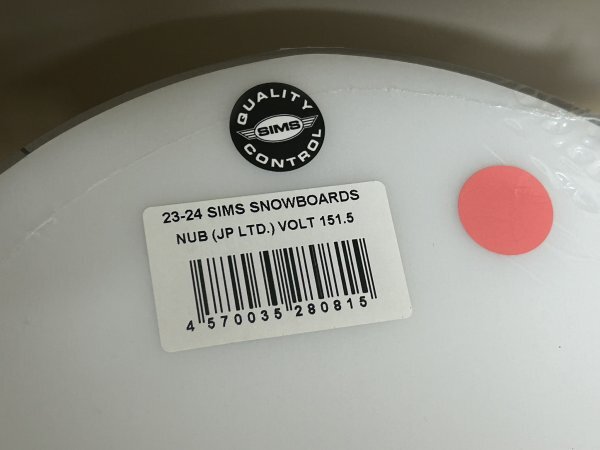 QUALITY
SIMS
CONTROL
23-24 SIMS SNOWBOARDS
NUB (JP LTD.) VOLT 151.5
4 570035 280815